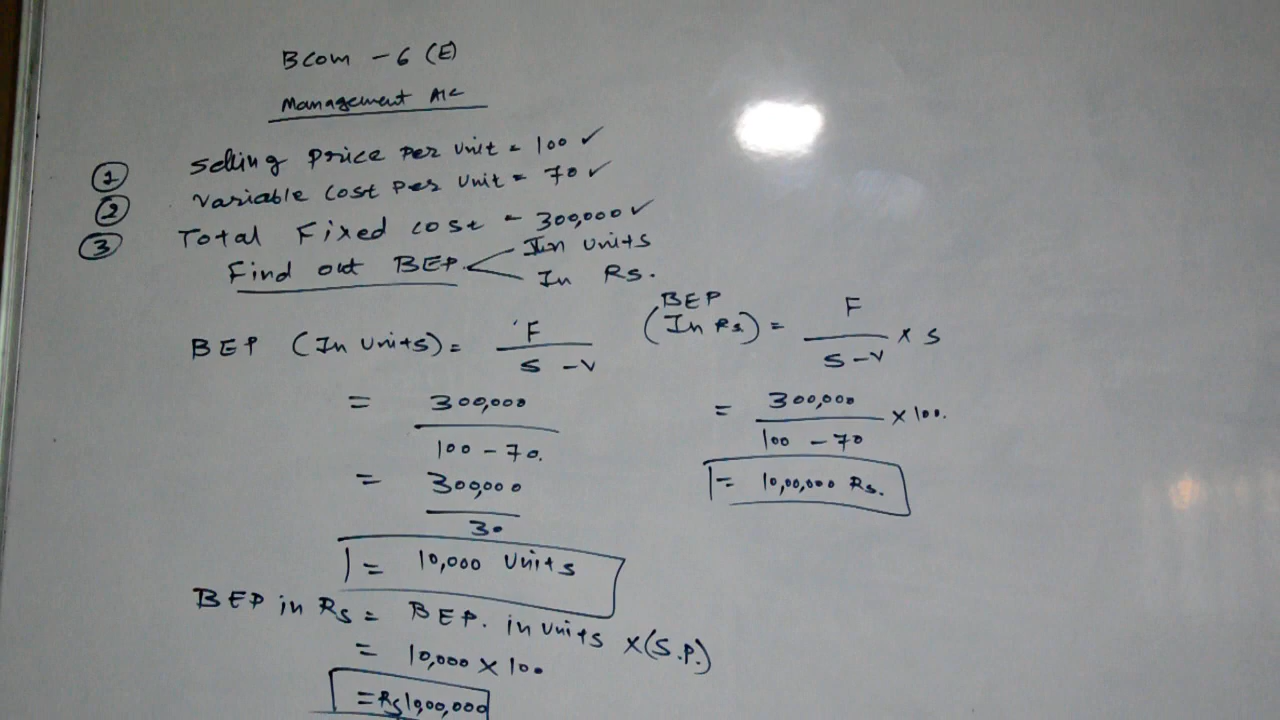 BCom - 6 (E)
Management A/c
① Selling Price Per Unit = 100 ✓
② Variable Cost Per Unit = 70 ✓
③ Total Fixed cost = 300,000 ✓
Find out BEP. In Units
In Rs.
BEP (In Units) = F / S - V
= 300,000 / 100 - 70.
= 300,000 / 30
= 10,000 Units
BEP (In Rs) = F / S - V × S
= 300,000 / 100 - 70 × 100.
= 10,00,000 Rs.
BEP in Rs = BEP. in Units × (S.P.)
= 10,000 × 100
= Rs 10,00,000